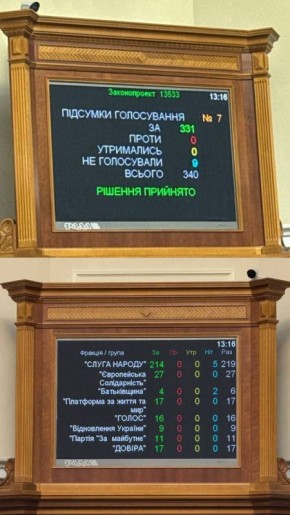 Законопроект 13533
13:16
ПІДСУМКИ ГОЛОСУВАННЯ № 7
ЗА 331
ПРОТИ 0
УТРИМАЛИСЬ 0
НЕ ГОЛОСУВАЛИ 9
ВСЬОГО 340
РІШЕННЯ ПРИЙНЯТО
13:16
Фракція / група За Пр Утр Нг Раз
"СЛУГА НАРОДУ" 214 0 0 5 219
"Європейська 27 0 0 0 27
Солідарність"
"Батьківщина" 4 0 0 2 6
"Платформа за життя та 17 0 0 0 17
мир"
"ГОЛОС" 16 0 0 0 16
"Відновлення України" 9 0 0 0 9
"Партія "За майбутнє" 11 0 0 0 11
"ДОВІРА" 17 0 0 0 17